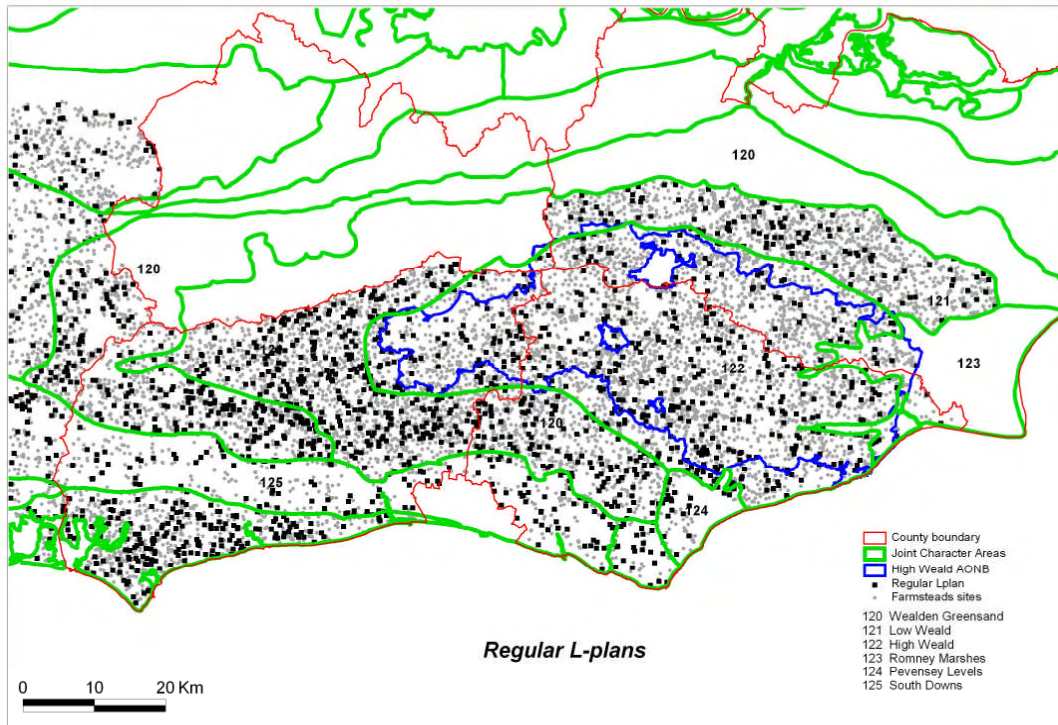 120
120
121
123
122
120
125
124
County boundary
Joint Character Areas
High Weald AONB
Regular Lplan
Farmsteads sites
120 Wealden Greensand
121 Low Weald
122 High Weald
123 Romney Marshes
124 Pevensey Levels
125 South Downs
Regular L-plans
0 10 20 Km